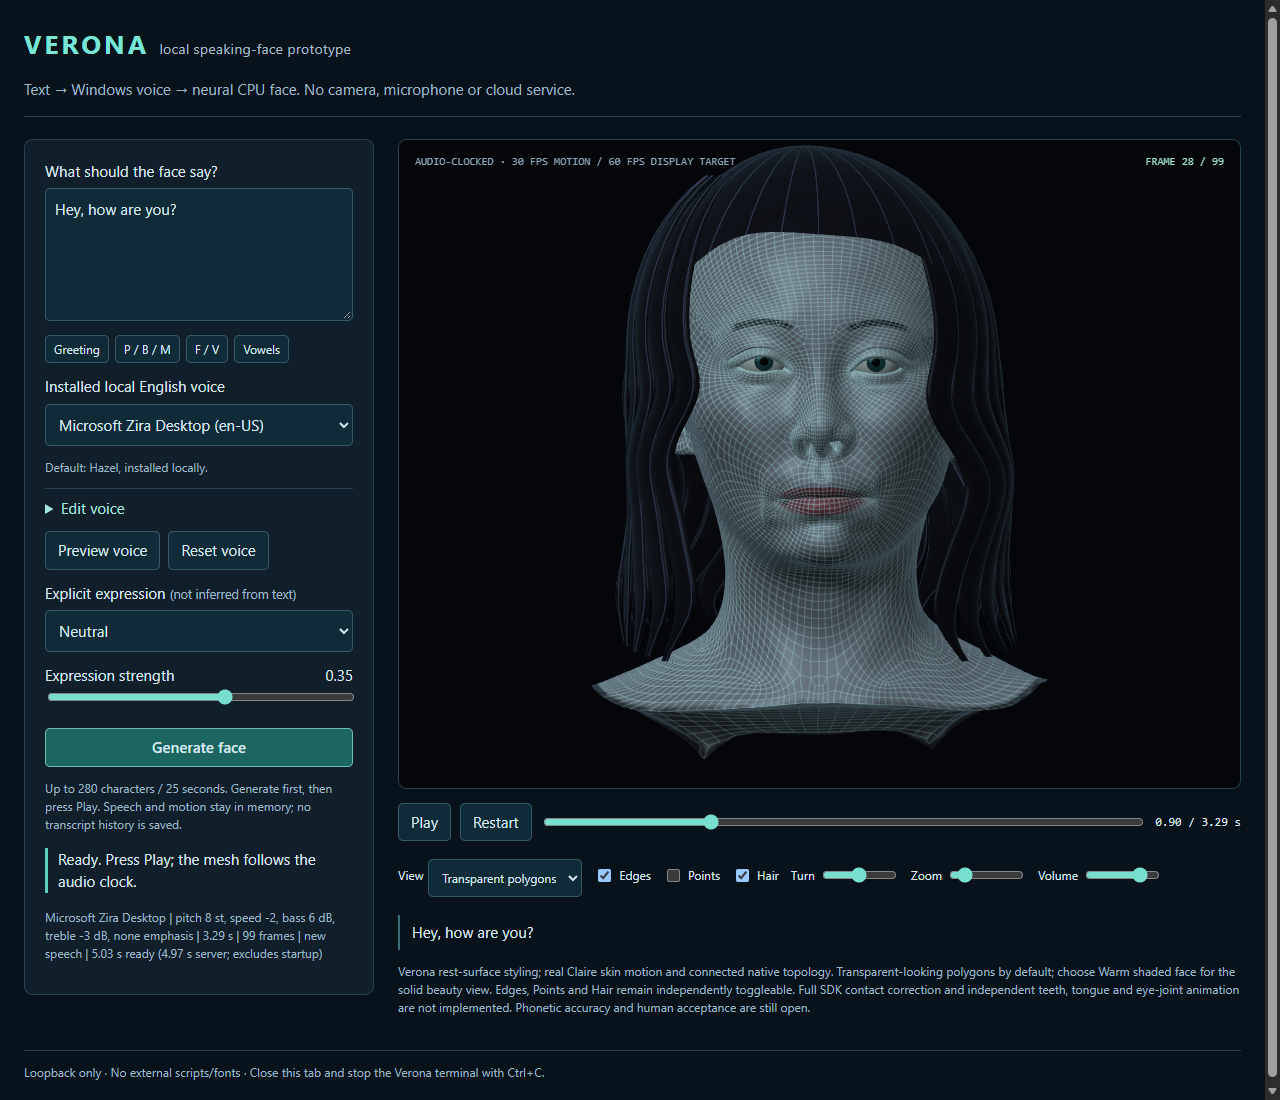 VERONA local speaking-face prototype
Text → Windows voice → neural CPU face. No camera, microphone or cloud service.
What should the face say?
Hey, how are you?
Greeting
P / B / M
F / V
Vowels
Installed local English voice
Microsoft Zira Desktop (en-US)
Default: Hazel, installed locally.
Edit voice
Preview voice
Reset voice
Explicit expression (not inferred from text)
Neutral
Expression strength 0.35
Generate face
Up to 280 characters / 25 seconds. Generate first, then
press Play. Speech and motion stay in memory; no
transcript history is saved.
Ready. Press Play; the mesh follows the
audio clock.
Microsoft Zira Desktop | pitch 8 st, speed -2, bass 6 dB,
treble -3 dB, none emphasis | 3.29 s | 99 frames | new
speech | 5.03 s ready (4.97 s server; excludes startup)
AUDIO-CLOCKED · 30 FPS MOTION / 60 FPS DISPLAY TARGET
FRAME 28 / 99
Play
Restart
0.90 / 3.29 s
View
Transparent polygons
Edges
Points
Hair
Turn
Zoom
Volume
Hey, how are you?
Verona rest-surface styling; real Claire skin motion and connected native topology. Transparent-looking polygons by default; choose Warm shaded face for the
solid beauty view. Edges, Points and Hair remain independently toggleable. Full SDK contact correction and independent teeth, tongue and eye-joint animation
are not implemented. Phonetic accuracy and human acceptance are still open.
Loopback only · No external scripts/fonts · Close this tab and stop the Verona terminal with Ctrl+C.